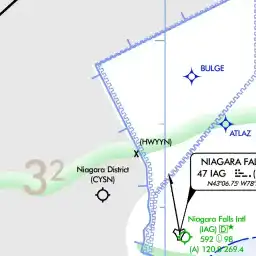 BULGE
ATLAZ
(HWYYN)
NIAGARA FAL
47 IAG
N43°06.75 W78°
3²
Niagara District
(CYSN)
Niagara Falls Intl
(IAG) D *
592 98
(A) 120.8 269.4